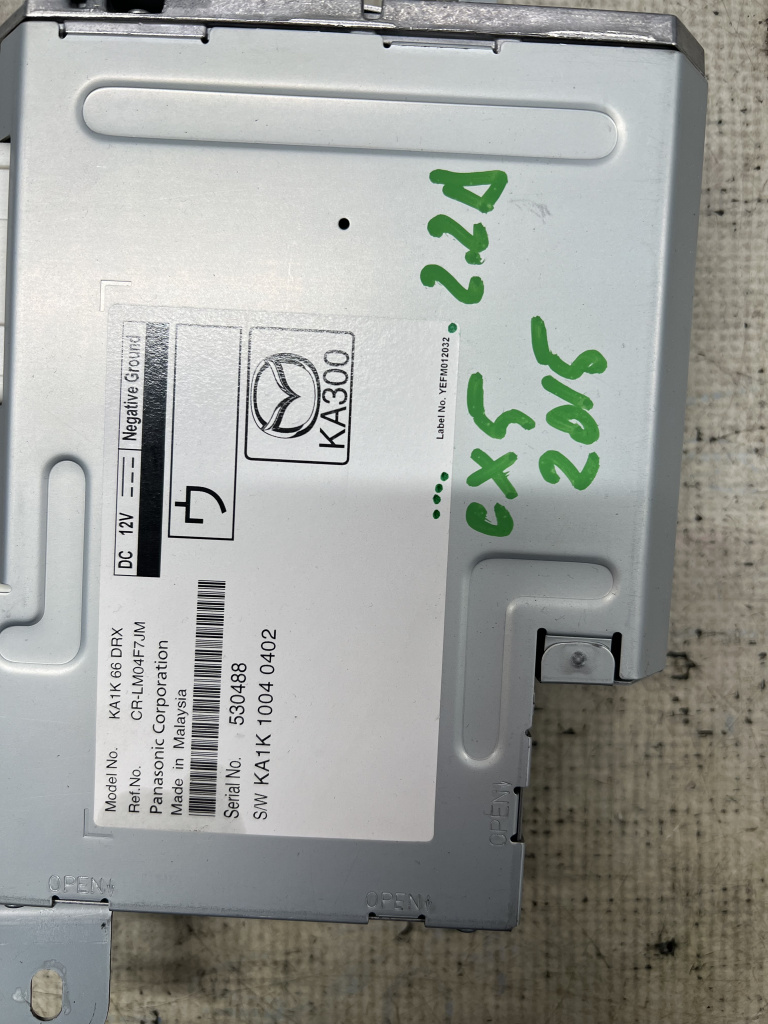 Model No. KA1K 66 DRX
Ref.No. CR-LM04F7JM
Panasonic Corporation
Made in Malaysia
Serial No. 530488
S/W KA1K 1004 0402
DC 12V Negative Ground
ウ
KA300
Label No. YEFM012032
CX5 2.2D
2015
OPEN
OPEN
OPEN